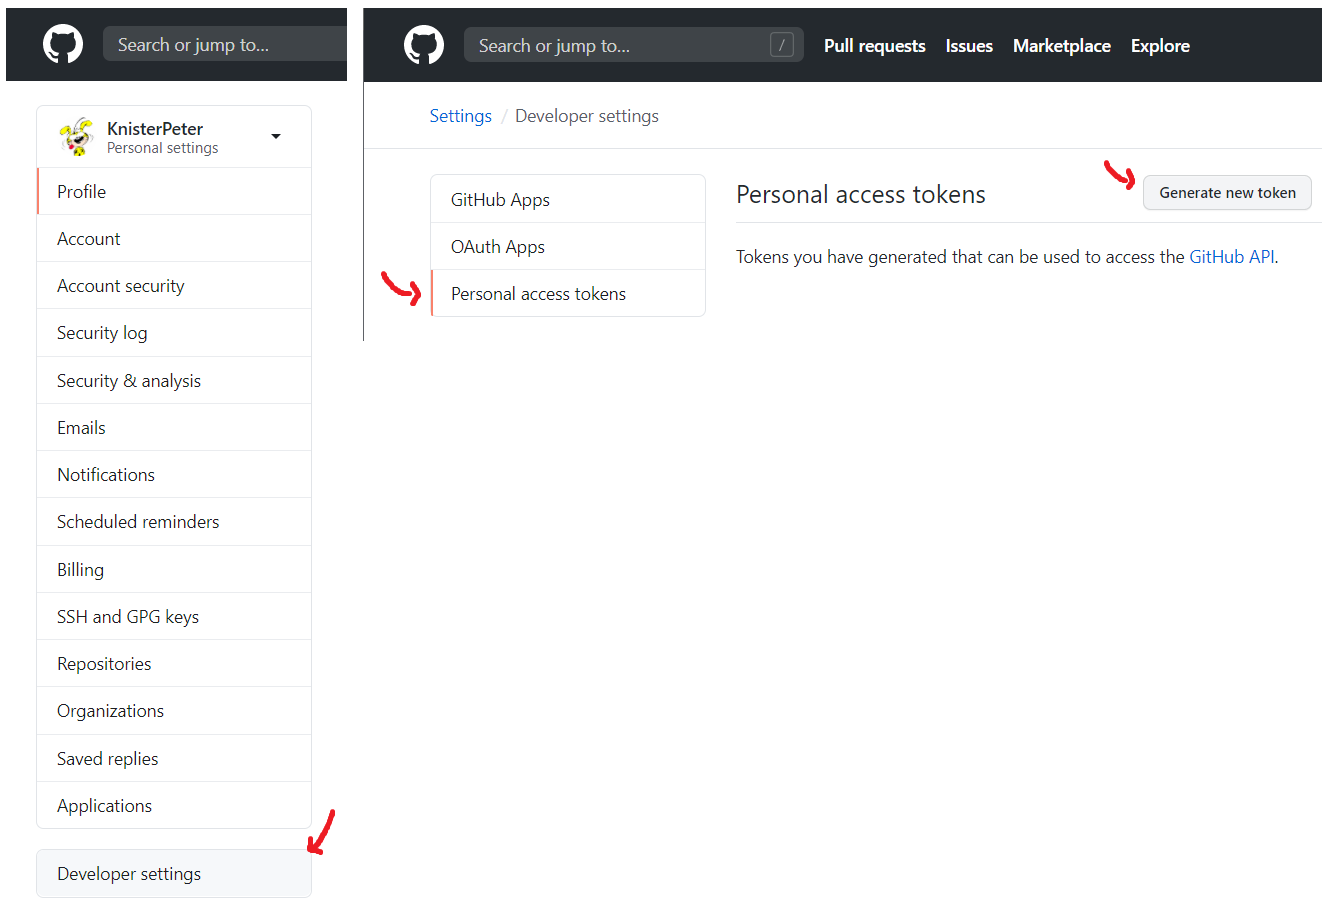 Search or jump to...
KnisterPeter
Personal settings
Profile
Account
Account security
Security log
Security & analysis
Emails
Notifications
Scheduled reminders
Billing
SSH and GPG keys
Repositories
Organizations
Saved replies
Applications
Developer settings
Search or jump to... / Pull requests Issues Marketplace Explore
Settings / Developer settings
GitHub Apps
OAuth Apps
Personal access tokens
Personal access tokens Generate new token
Tokens you have generated that can be used to access the GitHub API.